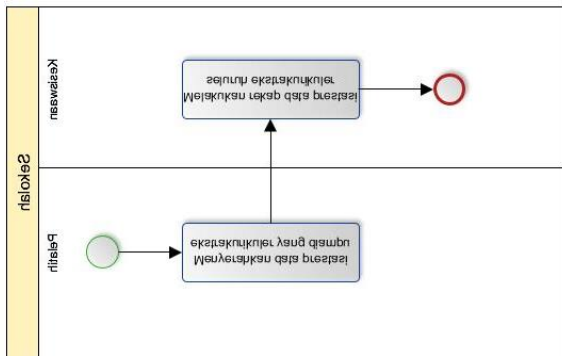 Sekolah
Kesiswaan
Melakukan rekap data prestasi
seluruh ekstrakurikuler
Pelatih
Menyerahkan data prestasi
ekstrakurikuler yang diampu